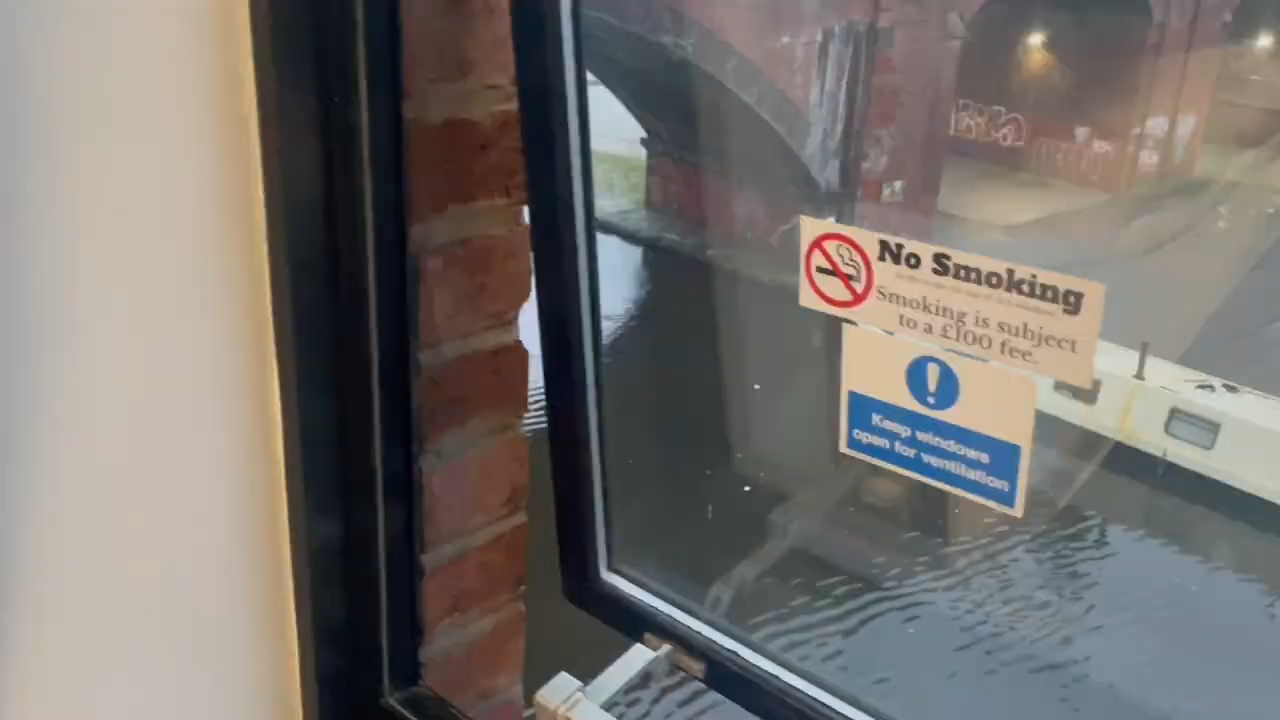 No Smoking
Smoking is subject
to a £100 fee.
Keep windows
open for ventilation